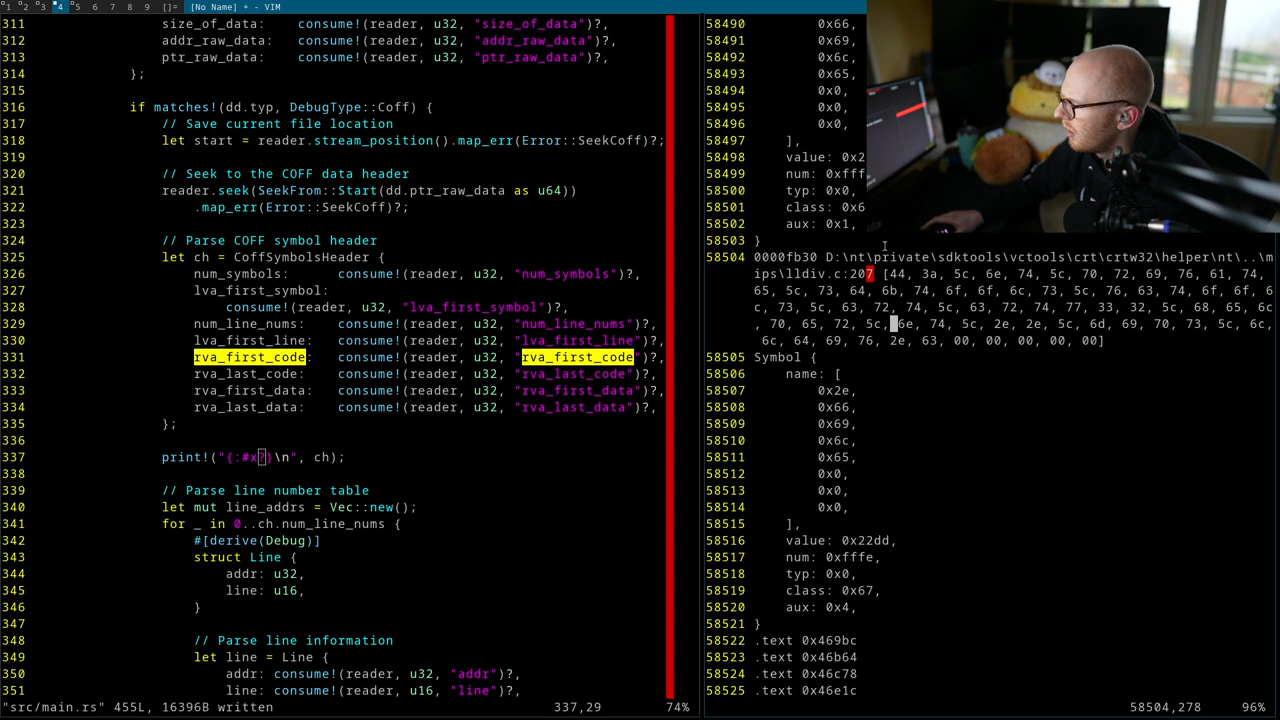 1 2 3 4 5 6 7 8 9 []= [No Name] + - VIM
311 size_of_data: consume!(reader, u32, "size_of_data")?,
312 addr_raw_data: consume!(reader, u32, "addr_raw_data")?,
313 ptr_raw_data: consume!(reader, u32, "ptr_raw_data")?,
314 };
315
316 if matches!(dd.typ, DebugType::Coff) {
317 // Save current file location
318 let start = reader.stream_position().map_err(Error::SeekCoff)?;
319
320 // Seek to the COFF data header
321 reader.seek(SeekFrom::Start(dd.ptr_raw_data as u64))
322 .map_err(Error::SeekCoff)?;
323
324 // Parse COFF symbol header
325 let ch = CoffSymbolsHeader {
326 num_symbols: consume!(reader, u32, "num_symbols")?,
327 lva_first_symbol:
328 consume!(reader, u32, "lva_first_symbol")?,
329 num_line_nums: consume!(reader, u32, "num_line_nums")?,
330 lva_first_line: consume!(reader, u32, "lva_first_line")?,
331 rva_first_code: consume!(reader, u32, "rva_first_code")?,
332 rva_last_code: consume!(reader, u32, "rva_last_code")?,
333 rva_first_data: consume!(reader, u32, "rva_first_data")?,
334 rva_last_data: consume!(reader, u32, "rva_last_data")?,
335 };
336
337 print!("{:#x?}\n", ch);
338
339 // Parse line number table
340 let mut line_addrs = Vec::new();
341 for _ in 0..ch.num_line_nums {
342 #[derive(Debug)]
343 struct Line {
344 addr: u32,
345 line: u16,
346 }
347
348 // Parse line information
349 let line = Line {
350 addr: consume!(reader, u32, "addr")?,
351 line: consume!(reader, u16, "line")?,
"src/main.rs" 455L, 16396B written 337,29 74%
58490 0x66,
58491 0x69,
58492 0x6c,
58493 0x65,
58494 0x0,
58495 0x0,
58496 0x0,
58497 ],
58498 value: 0x2
58499 num: 0xfff
58500 typ: 0x0,
58501 class: 0x6
58502 aux: 0x1,
58503 }
58504 0000fb30 D:\nt\private\sdktools\vctools\crt\crtw32\helper\nt\..\m
ips\lldiv.c:207 [44, 3a, 5c, 6e, 74, 5c, 70, 72, 69, 76, 61, 74,
65, 5c, 73, 64, 6b, 74, 6f, 6f, 6c, 73, 5c, 76, 63, 74, 6f, 6f, 6
c, 73, 5c, 63, 72, 74, 5c, 63, 72, 74, 77, 33, 32, 5c, 68, 65, 6c
, 70, 65, 72, 5c, 6e, 74, 5c, 2e, 2e, 5c, 6d, 69, 70, 73, 5c, 6c,
6c, 64, 69, 76, 2e, 63, 00, 00, 00, 00, 00]
58505 Symbol {
58506 name: [
58507 0x2e,
58508 0x66,
58509 0x69,
58510 0x6c,
58511 0x65,
58512 0x0,
58513 0x0,
58514 0x0,
58515 ],
58516 value: 0x22dd,
58517 num: 0xfffe,
58518 typ: 0x0,
58519 class: 0x67,
58520 aux: 0x4,
58521 }
58522 .text 0x469bc
58523 .text 0x46b64
58524 .text 0x46c78
58525 .text 0x46e1c
58504,278 96%